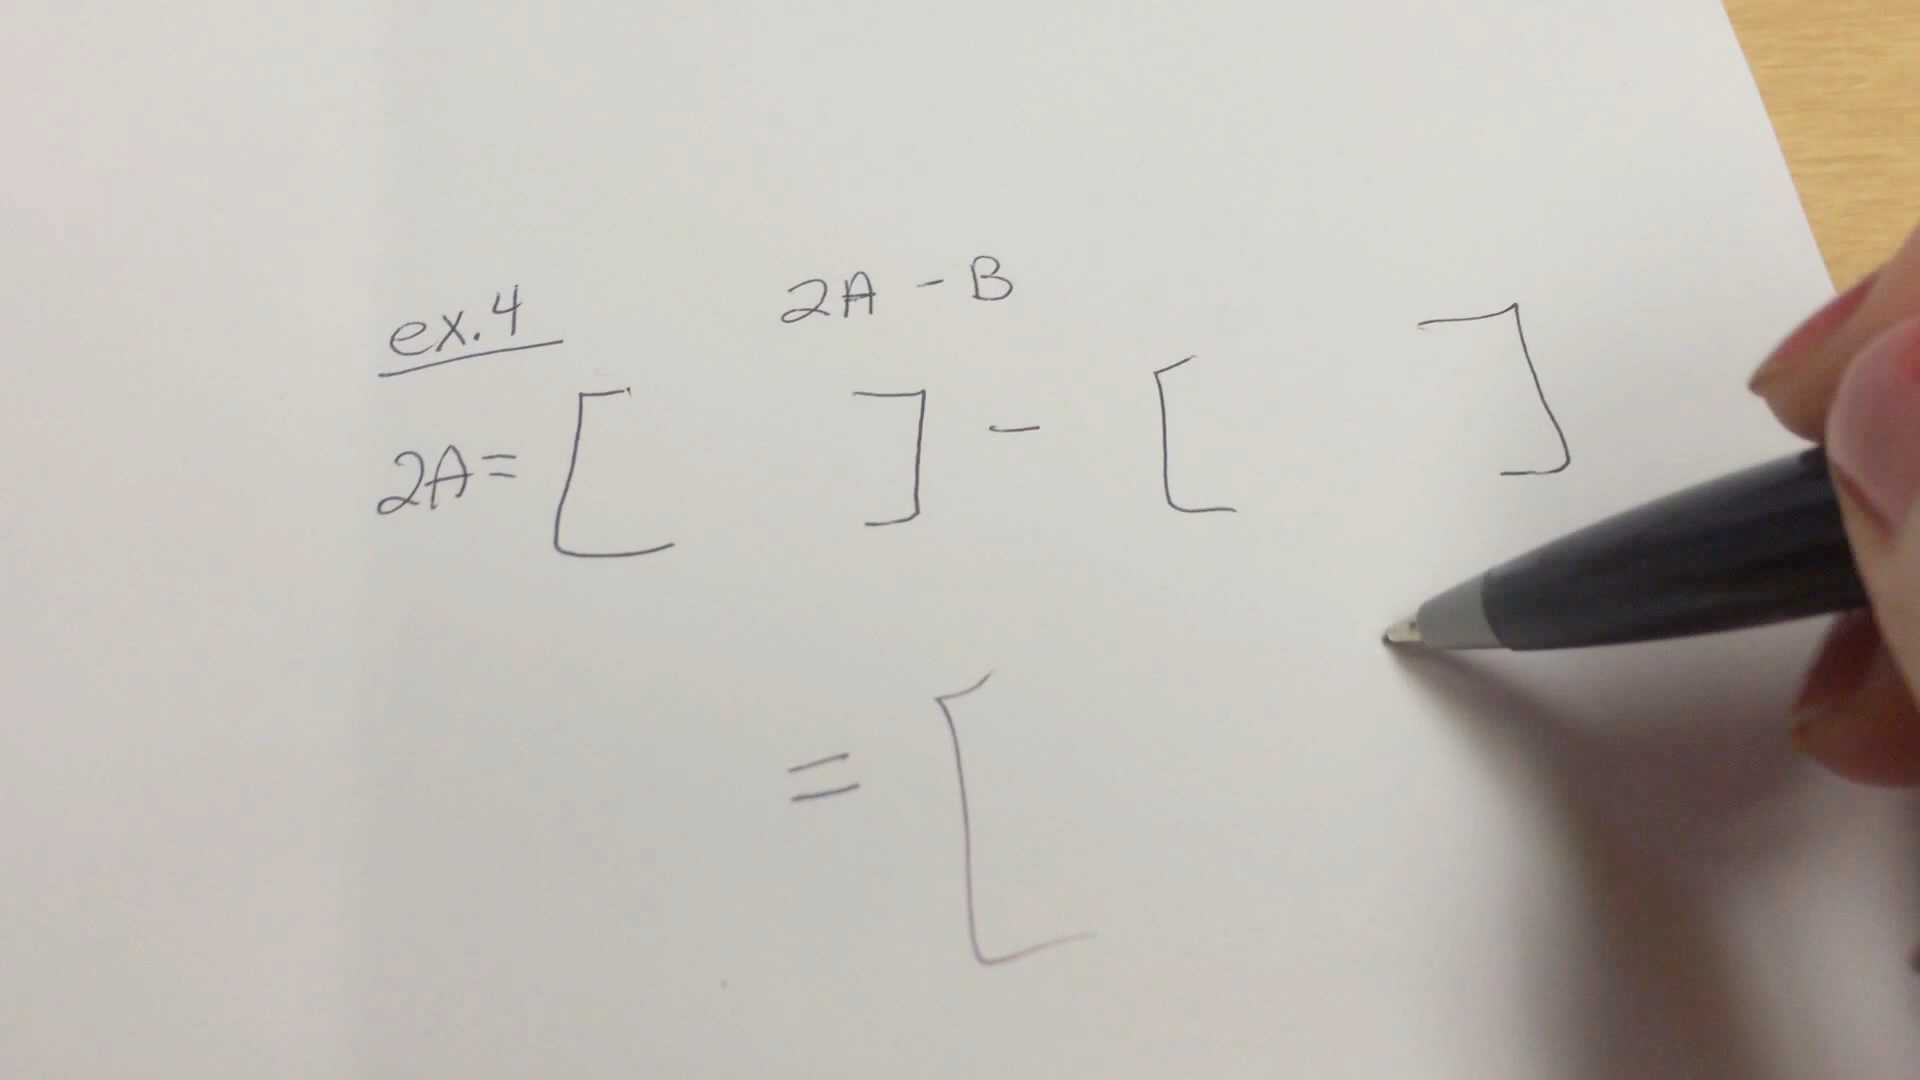 ex.4 2A - B
2A = [ ] - [ ]
= [